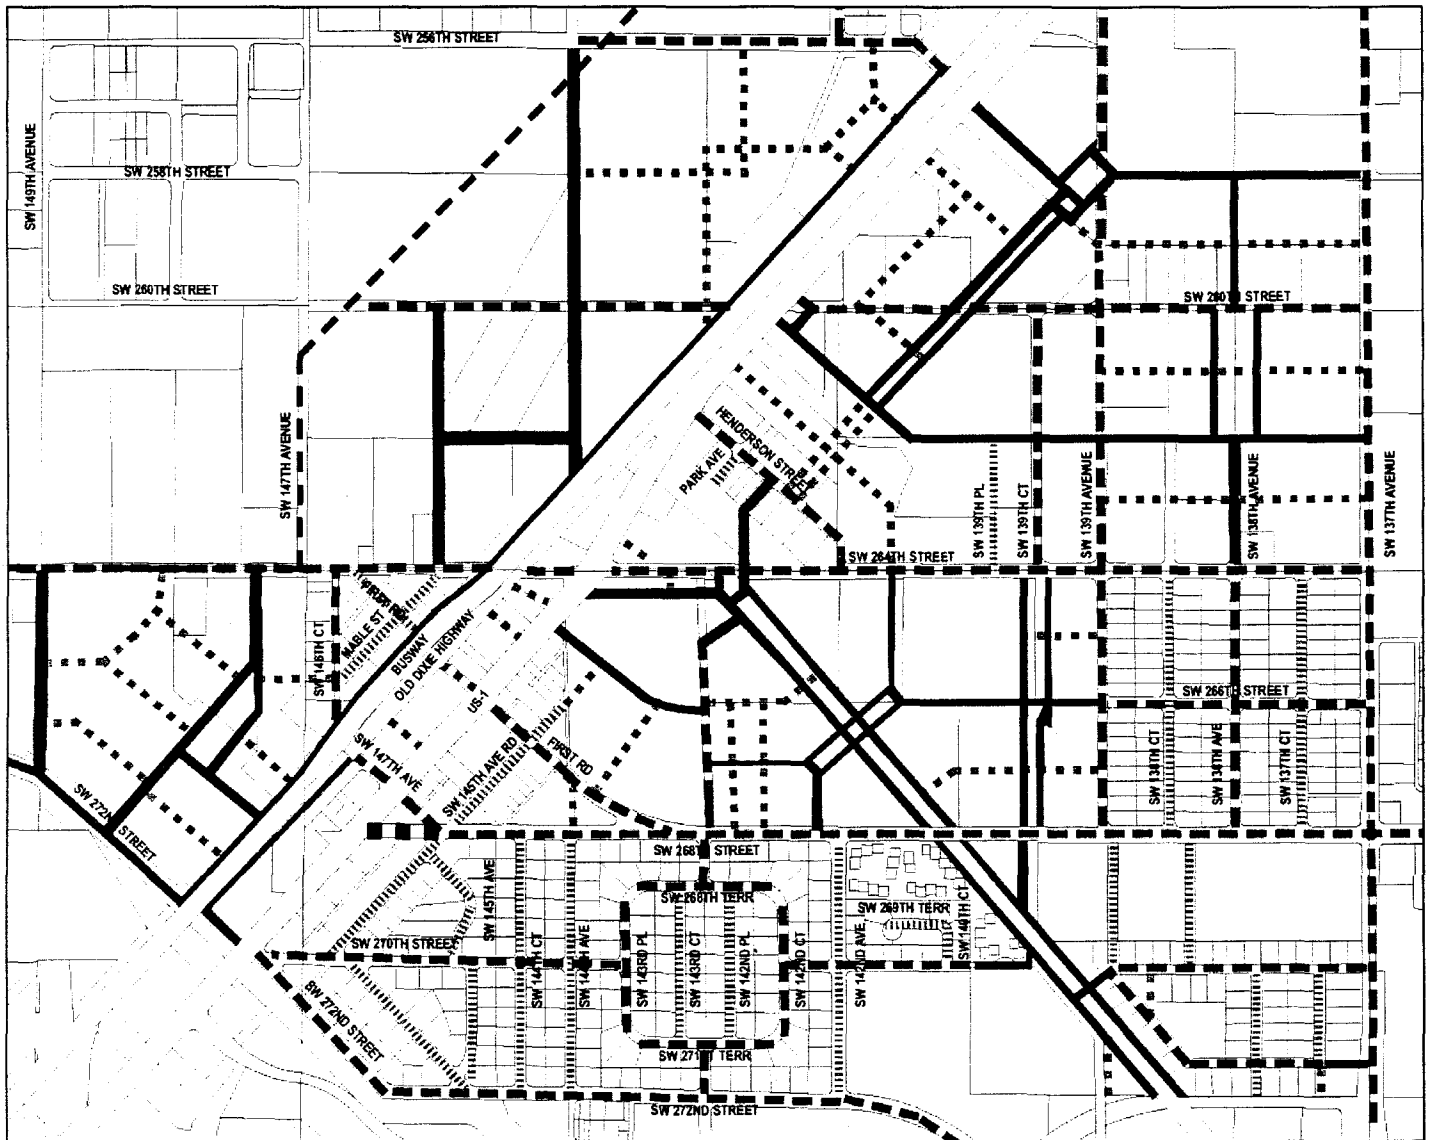 SW 256TH STREET
SW 149TH AVENUE
SW 258TH STREET
SW 260TH STREET
SW 260TH STREET
SW 147TH AVENUE
HENDERSON STREET
PARK AVE
SW 139TH PL
SW 139TH CT
SW 139TH AVENUE
SW 138TH AVENUE
SW 137TH AVENUE
SW 264TH STREET
SW 146TH CT
MABLE ST
BUSWAY
OLD DIXIE HIGHWAY
US-1
SW 266TH STREET
SW 147TH AVE
SW 145TH AVE RD
FIRST RD
SW 138TH CT
SW 138TH AVE
SW 137TH CT
STREET
SW 268TH STREET
SW 268TH TERR
SW 269TH TERR
SW 270TH STREET
SW 145TH AVE
SW 144TH CT
SW 144TH AVE
SW 143RD PL
SW 143RD CT
SW 142ND PL
SW 142ND CT
SW 142ND AVE
SW 140TH CT
SW 272ND STREET
SW 271ST TERR
SW 272ND STREET